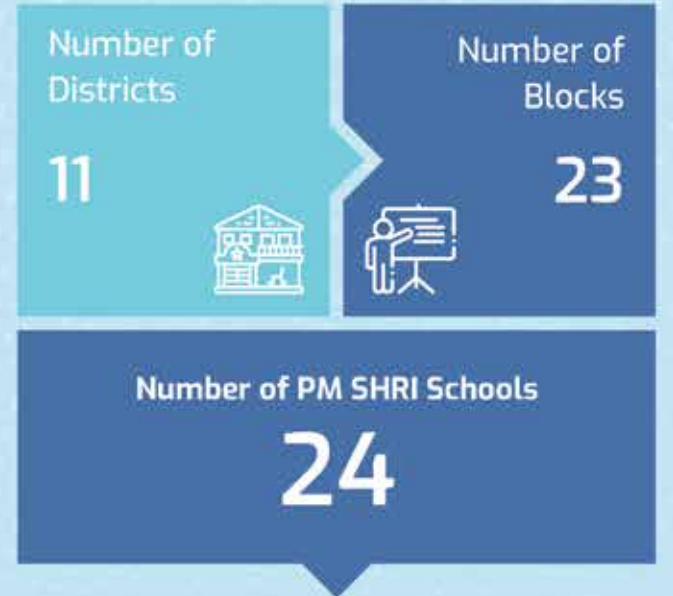 Number of
Districts
11
Number of
Blocks
23
Number of PM SHRI Schools
24